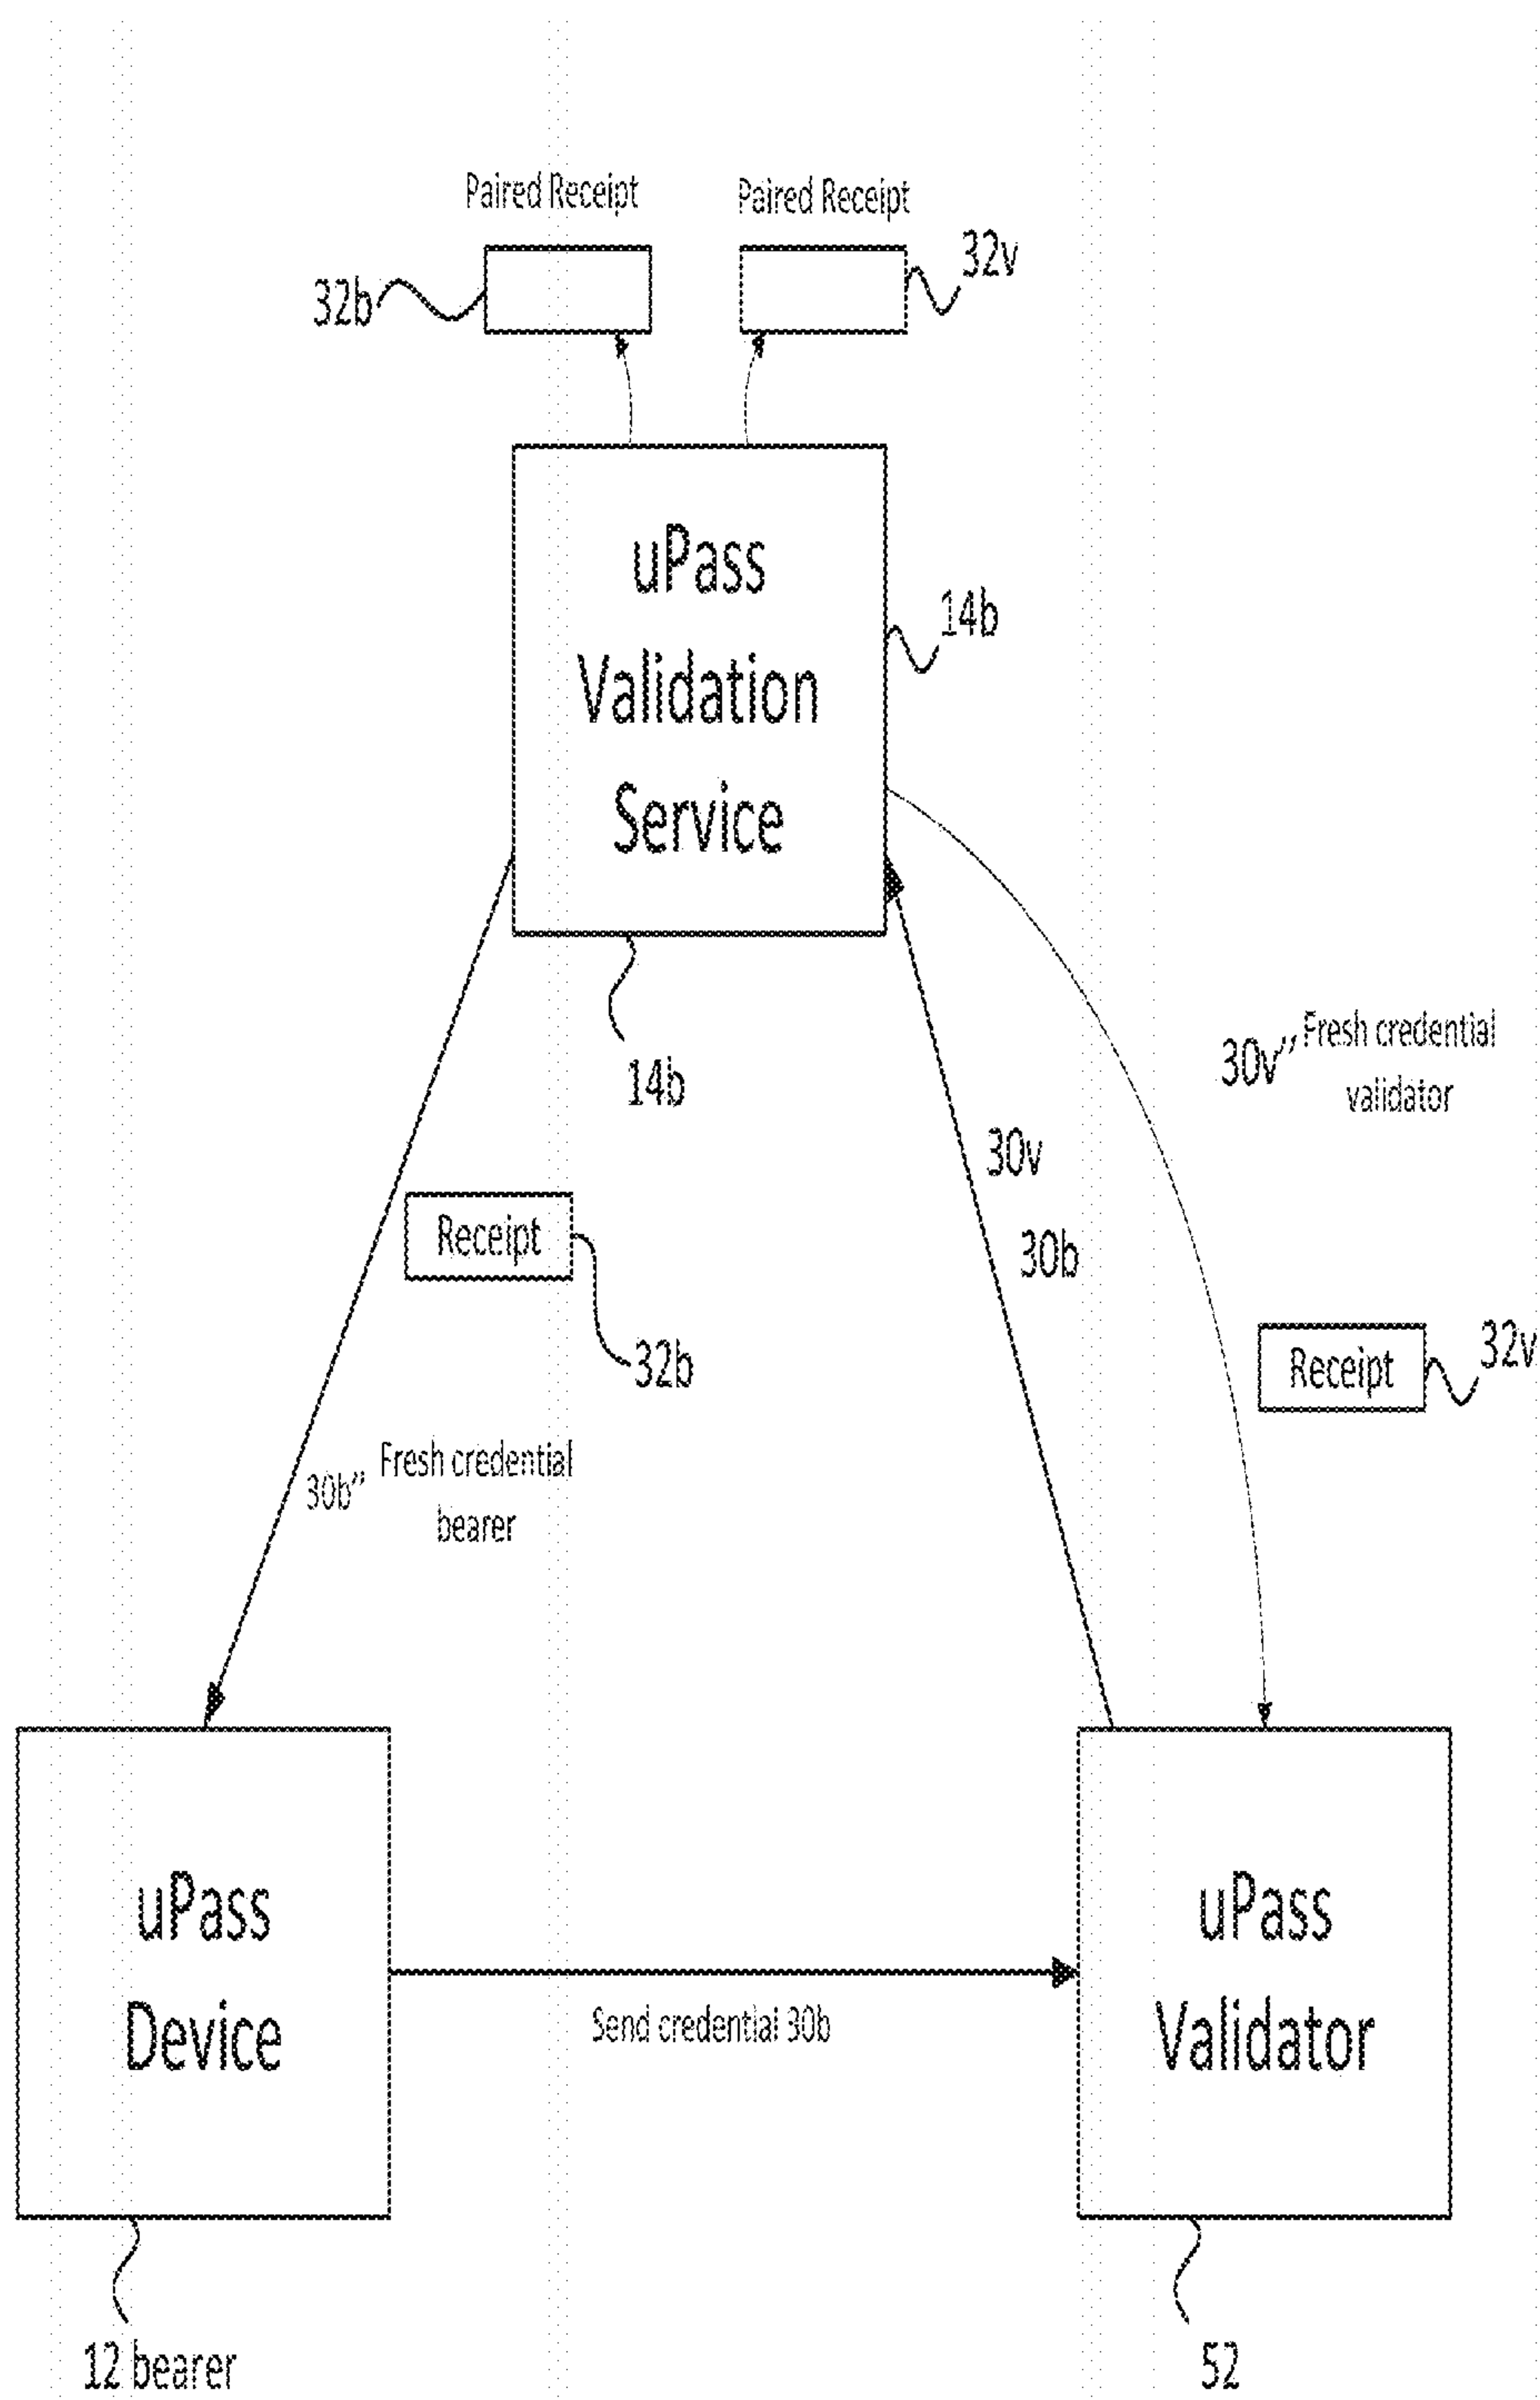 Paired Receipt
Paired Receipt
32b
32v
uPass
Validation
Service
14b
14b
30v” Fresh credential
validator
30v
30b
Receipt
32b
Receipt
32v
30b” Fresh credential
bearer
uPass
Device
Send credential 30b
uPass
Validator
12 bearer
52